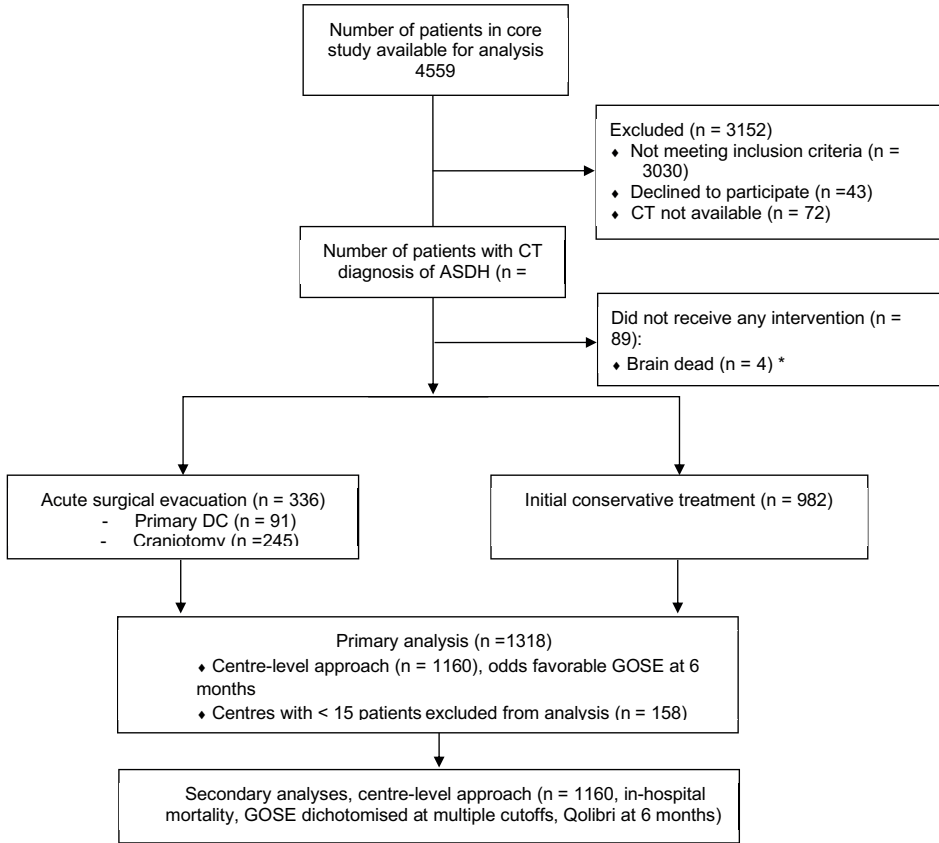 Number of patients in core
study available for analysis
4559
Excluded (n = 3152)
♦ Not meeting inclusion criteria (n =
3030)
♦ Declined to participate (n =43)
♦ CT not available (n = 72)
Number of patients with CT
diagnosis of ASDH (n =
Did not receive any intervention (n =
89):
♦ Brain dead (n = 4) *
Acute surgical evacuation (n = 336)
- Primary DC (n = 91)
- Craniotomy (n =245)
Initial conservative treatment (n = 982)
Primary analysis (n =1318)
♦ Centre-level approach (n = 1160), odds favorable GOSE at 6
months
♦ Centres with < 15 patients excluded from analysis (n = 158)
Secondary analyses, centre-level approach (n = 1160, in-hospital
mortality, GOSE dichotomised at multiple cutoffs, Qolibri at 6 months)